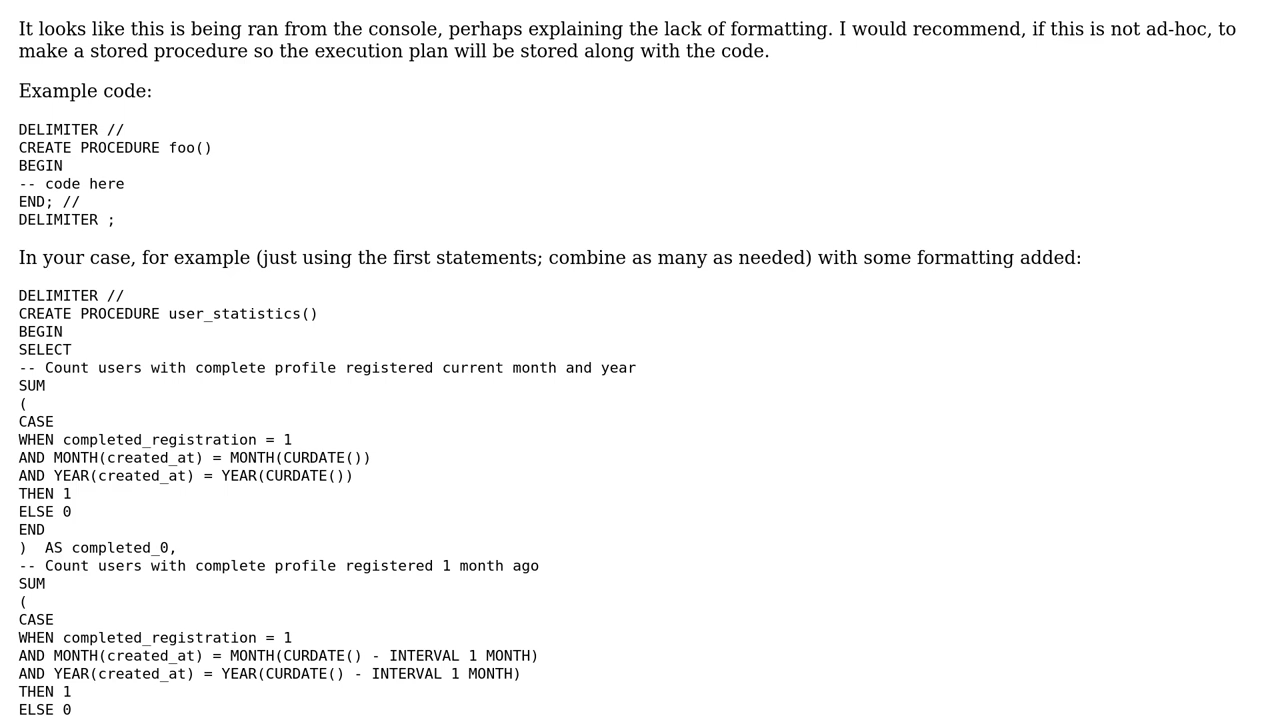 It looks like this is being ran from the console, perhaps explaining the lack of formatting. I would recommend, if this is not ad-hoc, to
make a stored procedure so the execution plan will be stored along with the code.
Example code:
DELIMITER //
CREATE PROCEDURE foo()
BEGIN
-- code here
END; //
DELIMITER ;
In your case, for example (just using the first statements; combine as many as needed) with some formatting added:
DELIMITER //
CREATE PROCEDURE user_statistics()
BEGIN
SELECT
-- Count users with complete profile registered current month and year
SUM
(
CASE
WHEN completed_registration = 1
AND MONTH(created_at) = MONTH(CURDATE())
AND YEAR(created_at) = YEAR(CURDATE())
THEN 1
ELSE 0
END
)  AS completed_0,
-- Count users with complete profile registered 1 month ago
SUM
(
CASE
WHEN completed_registration = 1
AND MONTH(created_at) = MONTH(CURDATE() - INTERVAL 1 MONTH)
AND YEAR(created_at) = YEAR(CURDATE() - INTERVAL 1 MONTH)
THEN 1
ELSE 0